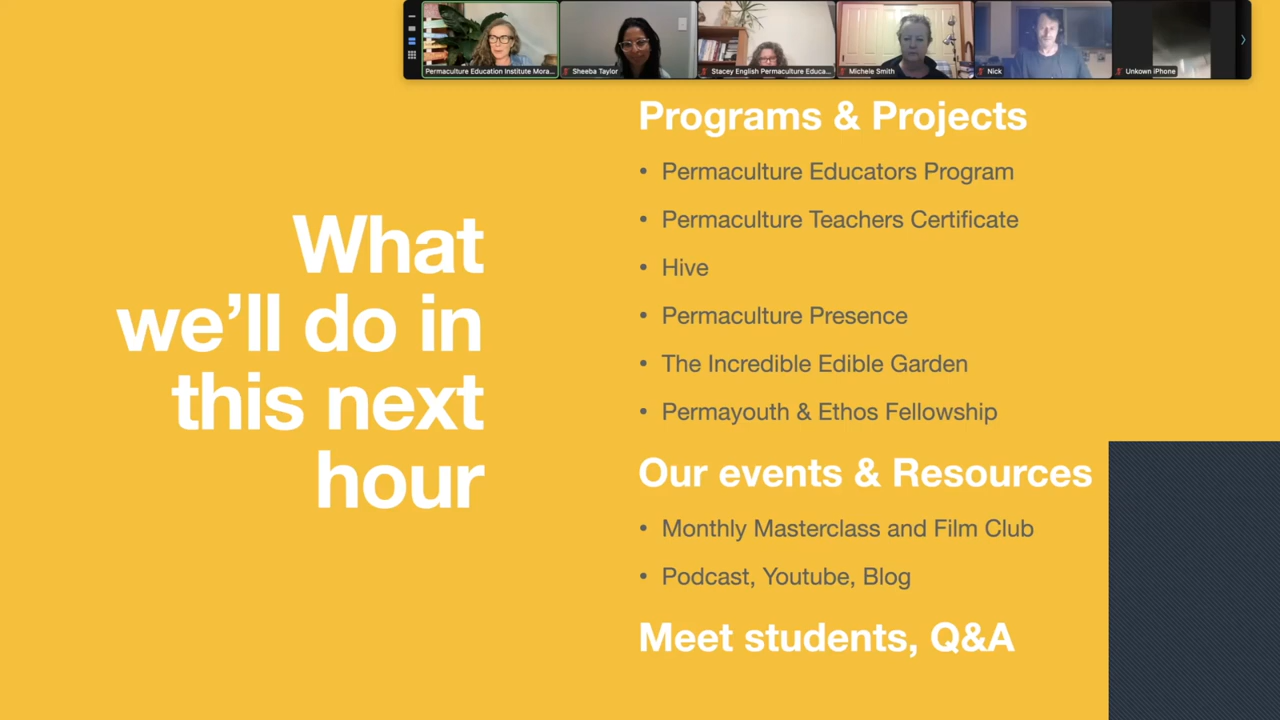 Permaculture Education Institute Mora...
Sheeba Taylor
Stacey English Permaculture Educa...
Michele Smith
Nick
Unkown iPhone
What
we'll do in
this next
hour
Programs & Projects
• Permaculture Educators Program
• Permaculture Teachers Certificate
• Hive
• Permaculture Presence
• The Incredible Edible Garden
• Permayouth & Ethos Fellowship
Our events & Resources
• Monthly Masterclass and Film Club
• Podcast, Youtube, Blog
Meet students, Q&A